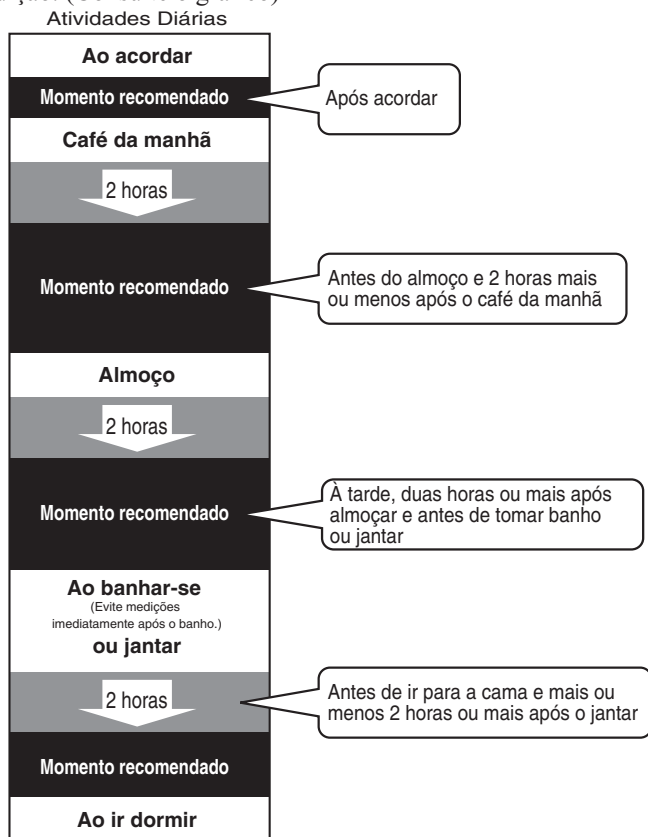 Atividades Diárias
Ao acordar
Momento recomendado
Após acordar
Café da manhã
2 horas
Momento recomendado
Antes do almoço e 2 horas mais
ou menos após o café da manhã
Almoço
2 horas
Momento recomendado
À tarde, duas horas ou mais após
almoçar e antes de tomar banho
ou jantar
Ao banhar-se
(Evite medições
imediatamente após o banho.)
ou jantar
2 horas
Antes de ir para a cama e mais ou
menos 2 horas ou mais após o jantar
Momento recomendado
Ao ir dormir